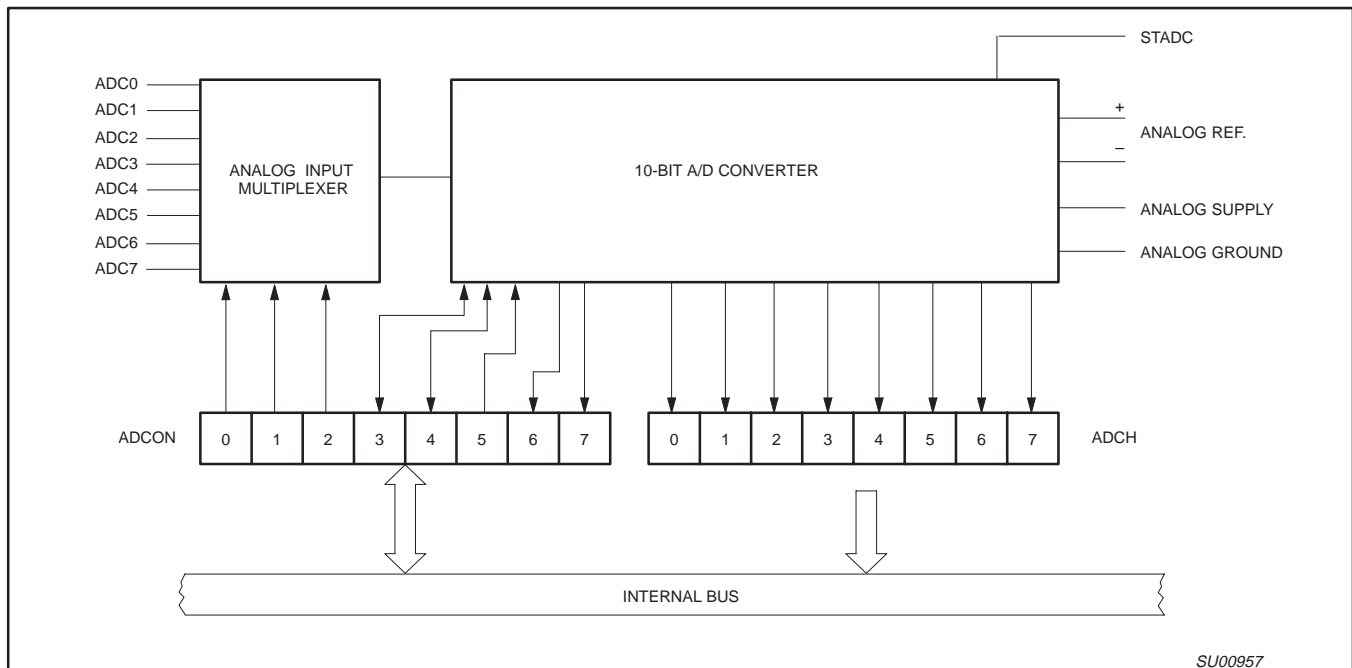 STADC
ADC0
ADC1
ADC2
ADC3
ADC4
ADC5
ADC6
ADC7
ANALOG INPUT
MULTIPLEXER
10-BIT A/D CONVERTER
+
ANALOG REF.
–
ANALOG SUPPLY
ANALOG GROUND
ADCON 0 1 2 3 4 5 6 7
0 1 2 3 4 5 6 7 ADCH
INTERNAL BUS
SU00957